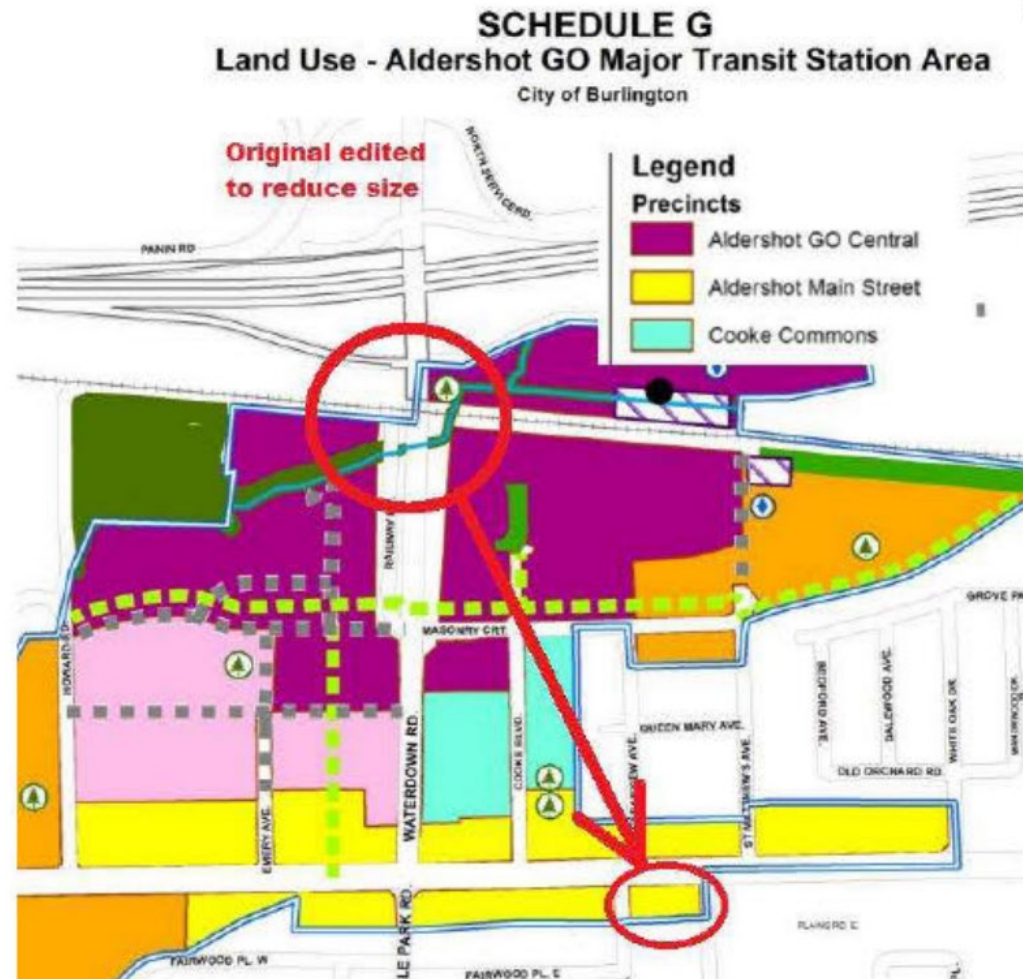 SCHEDULE G
Land Use - Aldershot GO Major Transit Station Area
City of Burlington
Original edited
to reduce size
NORTH SERVICE RD.
Legend
Precincts
Aldershot GO Central
Aldershot Main Street
Cooke Commons
PANIN RD
RAILWAY
GROVE PA
MASONRY CRT.
HOWARD RD.
BEDFORD AVE.
DALEWOOD AVE.
WHITE OAK DR.
QUEEN MARY AVE.
OLD ORCHARD RD.
WATERDOWN RD.
COOKE BLVD.
ST MATTHEW'S AVE.
EMERY AVE.
LE PARK RD.
PLAINS RD E
FAIRWOOD PL. W
FAIRWOOD PL. E